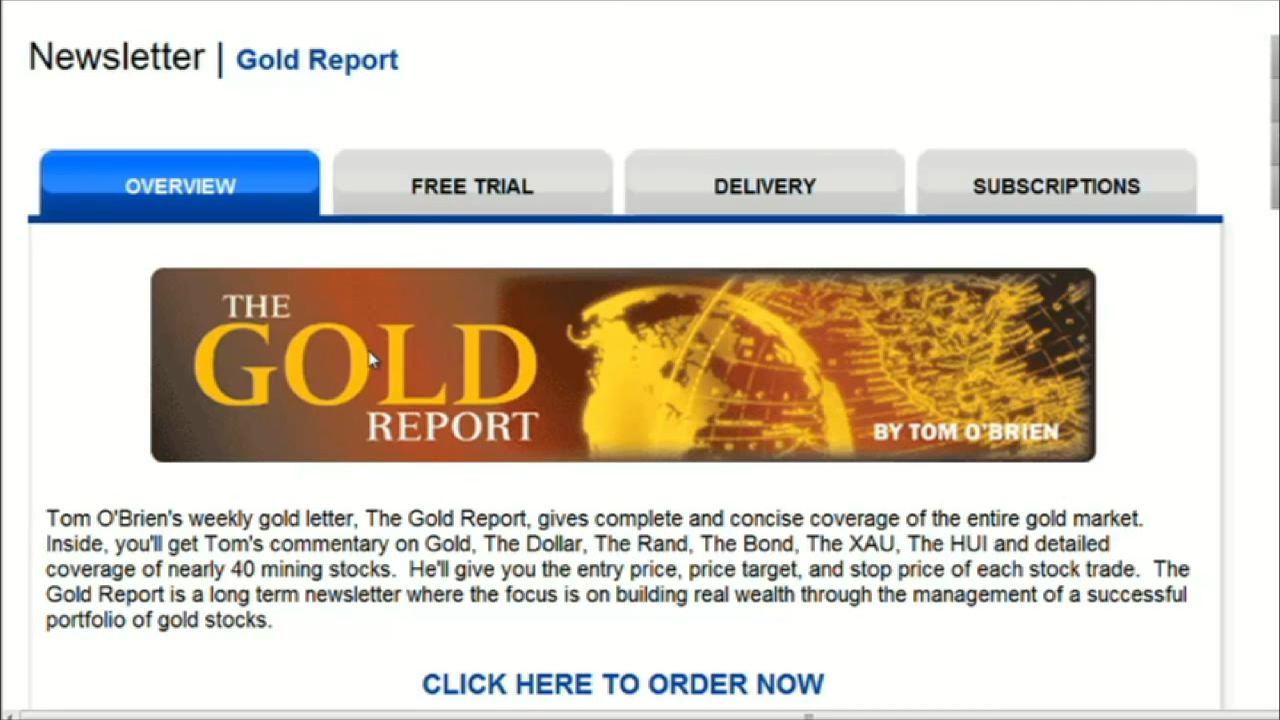 Newsletter | Gold Report
OVERVIEW
FREE TRIAL
DELIVERY
SUBSCRIPTIONS
THE
GOLD
REPORT
BY TOM O'BRIEN
Tom O'Brien's weekly gold letter, The Gold Report, gives complete and concise coverage of the entire gold market.
Inside, you'll get Tom's commentary on Gold, The Dollar, The Rand, The Bond, The XAU, The HUI and detailed
coverage of nearly 40 mining stocks.  He'll give you the entry price, price target, and stop price of each stock trade.  The
Gold Report is a long term newsletter where the focus is on building real wealth through the management of a successful
portfolio of gold stocks.
CLICK HERE TO ORDER NOW